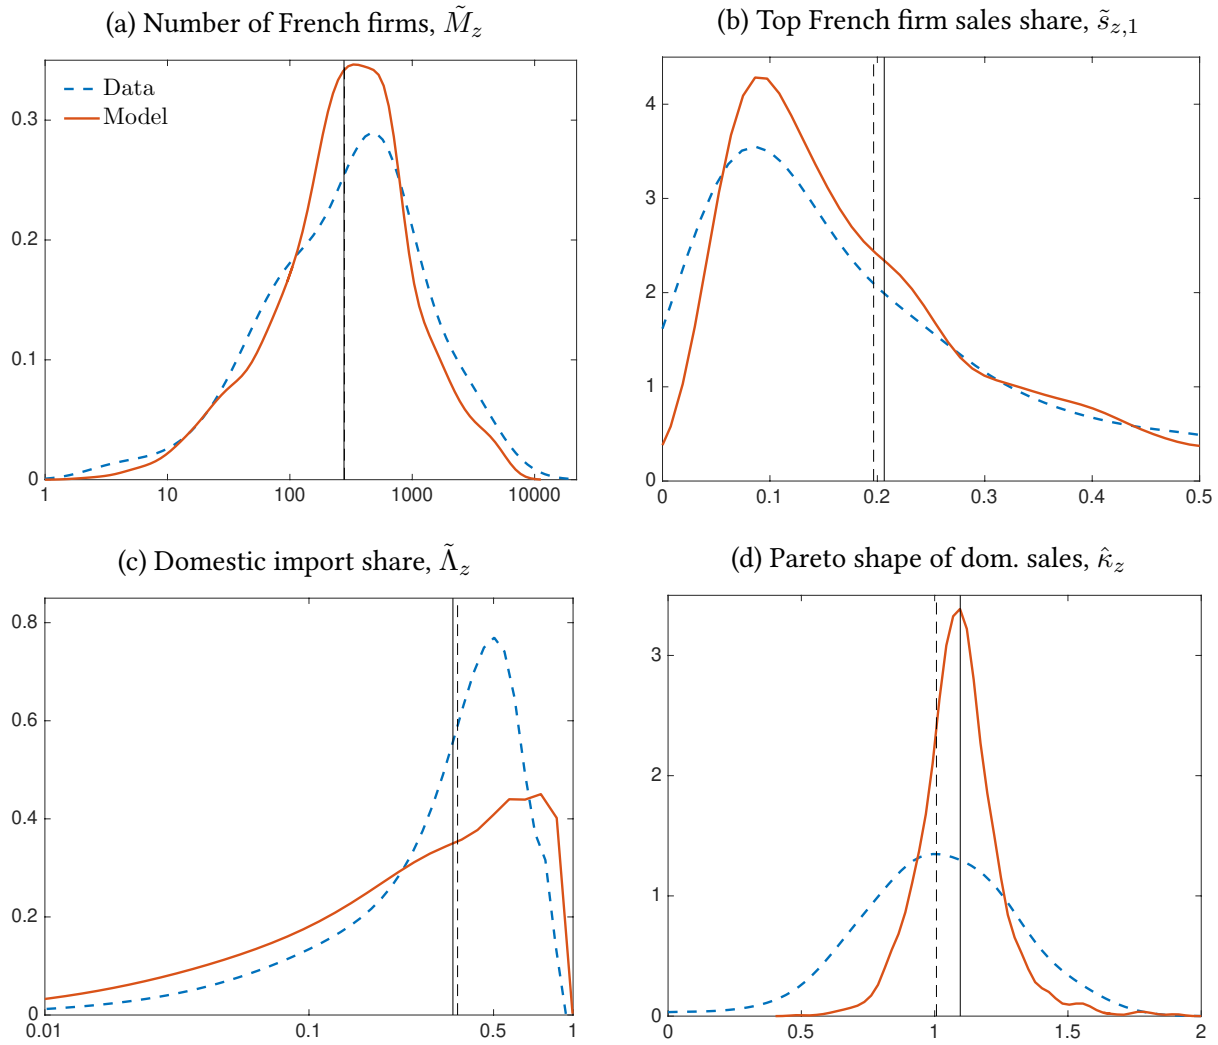 (a) Number of French firms, M̃_z
(b) Top French firm sales share, s̃_{z,1}
Data
Model
0.3
0.2
0.1
0
1 10 100 1000 10000
4
3
2
1
0
0 0.1 0.2 0.3 0.4 0.5
(c) Domestic import share, Λ̃_z
(d) Pareto shape of dom. sales, κ̂_z
0.8
0.6
0.4
0.2
0
0.01 0.1 0.5 1
3
2
1
0
0 0.5 1 1.5 2